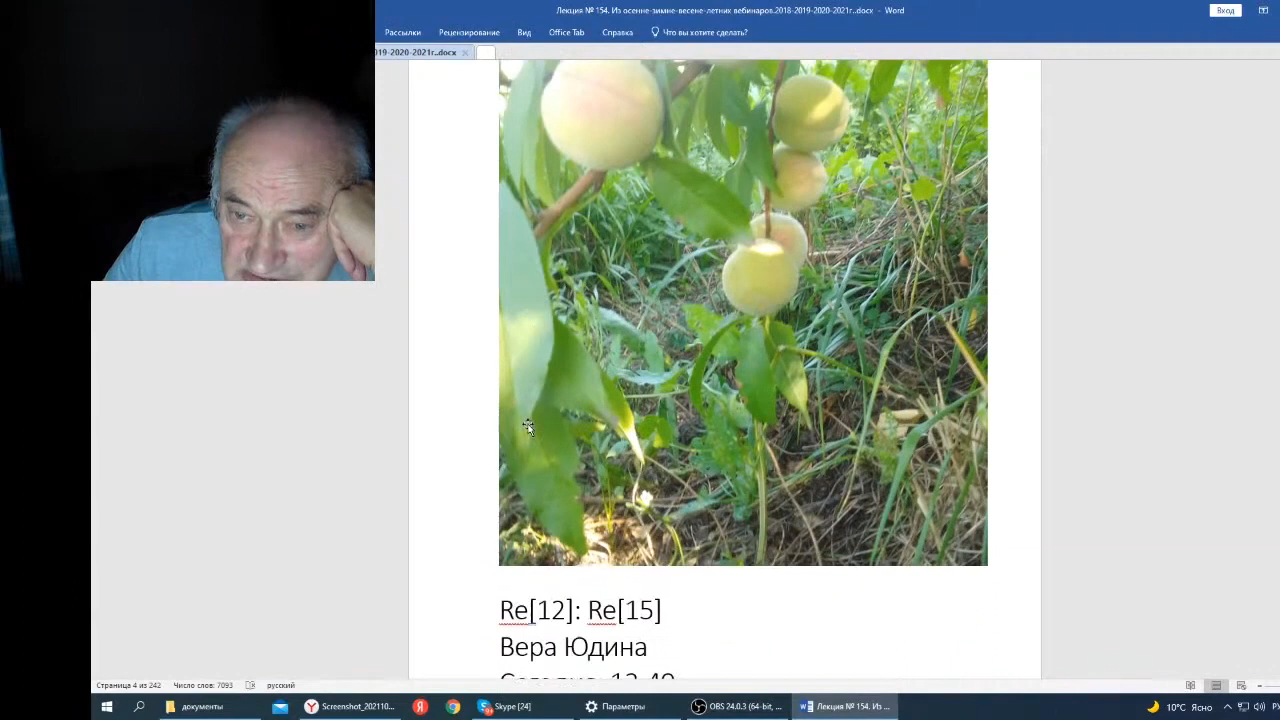 Лекция № 154. Из осенне-зимне-весене-летних вебинаров.2018-2019-2020-2021г..docx - Word
Вход
Рассылки Рецензирование Вид Office Tab Справка Что вы хотите сделать?
019-2020-2021г..docx
Re[12]: Re[15]
Вера Юдина
Страница 4 из 242 Число слов: 7093 русский
документы Screenshot_202110... Skype [24] Параметры OBS 24.0.3 (64-bit, ... Лекция № 154. Из ... 10°C Ясно